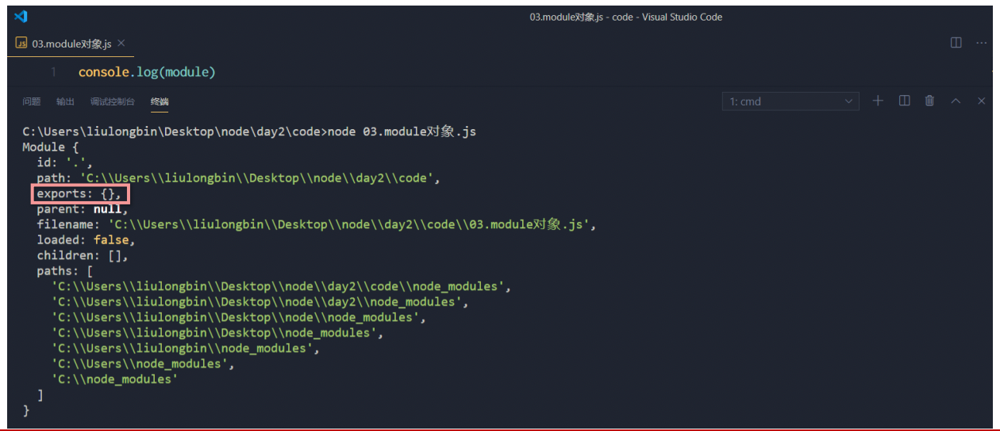 03.module对象.js - code - Visual Studio Code
JS 03.module对象.js
1 console.log(module)
问题 输出 调试控制台 终端 1: cmd
C:\Users\liulongbin\Desktop\node\day2\code>node 03.module对象.js
Module {
id: '.',
path: 'C:\\Users\\liulongbin\\Desktop\\node\\day2\\code',
exports: {},
parent: null,
filename: 'C:\\Users\\liulongbin\\Desktop\\node\\day2\\code\\03.module对象.js',
loaded: false,
children: [],
paths: [
'C:\\Users\\liulongbin\\Desktop\\node\\day2\\code\\node_modules',
'C:\\Users\\liulongbin\\Desktop\\node\\day2\\node_modules',
'C:\\Users\\liulongbin\\Desktop\\node\\node_modules',
'C:\\Users\\liulongbin\\Desktop\\node_modules',
'C:\\Users\\liulongbin\\node_modules',
'C:\\Users\\node_modules',
'C:\\node_modules'
]
}